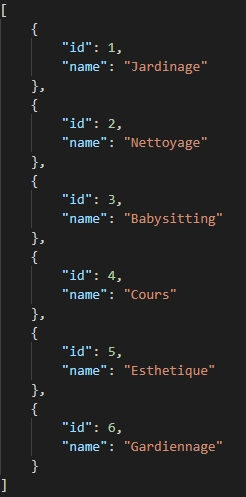 [
    {
        "id": 1,
        "name": "Jardinage"
    },
    {
        "id": 2,
        "name": "Nettoyage"
    },
    {
        "id": 3,
        "name": "Babysitting"
    },
    {
        "id": 4,
        "name": "Cours"
    },
    {
        "id": 5,
        "name": "Esthetique"
    },
    {
        "id": 6,
        "name": "Gardiennage"
    }
]